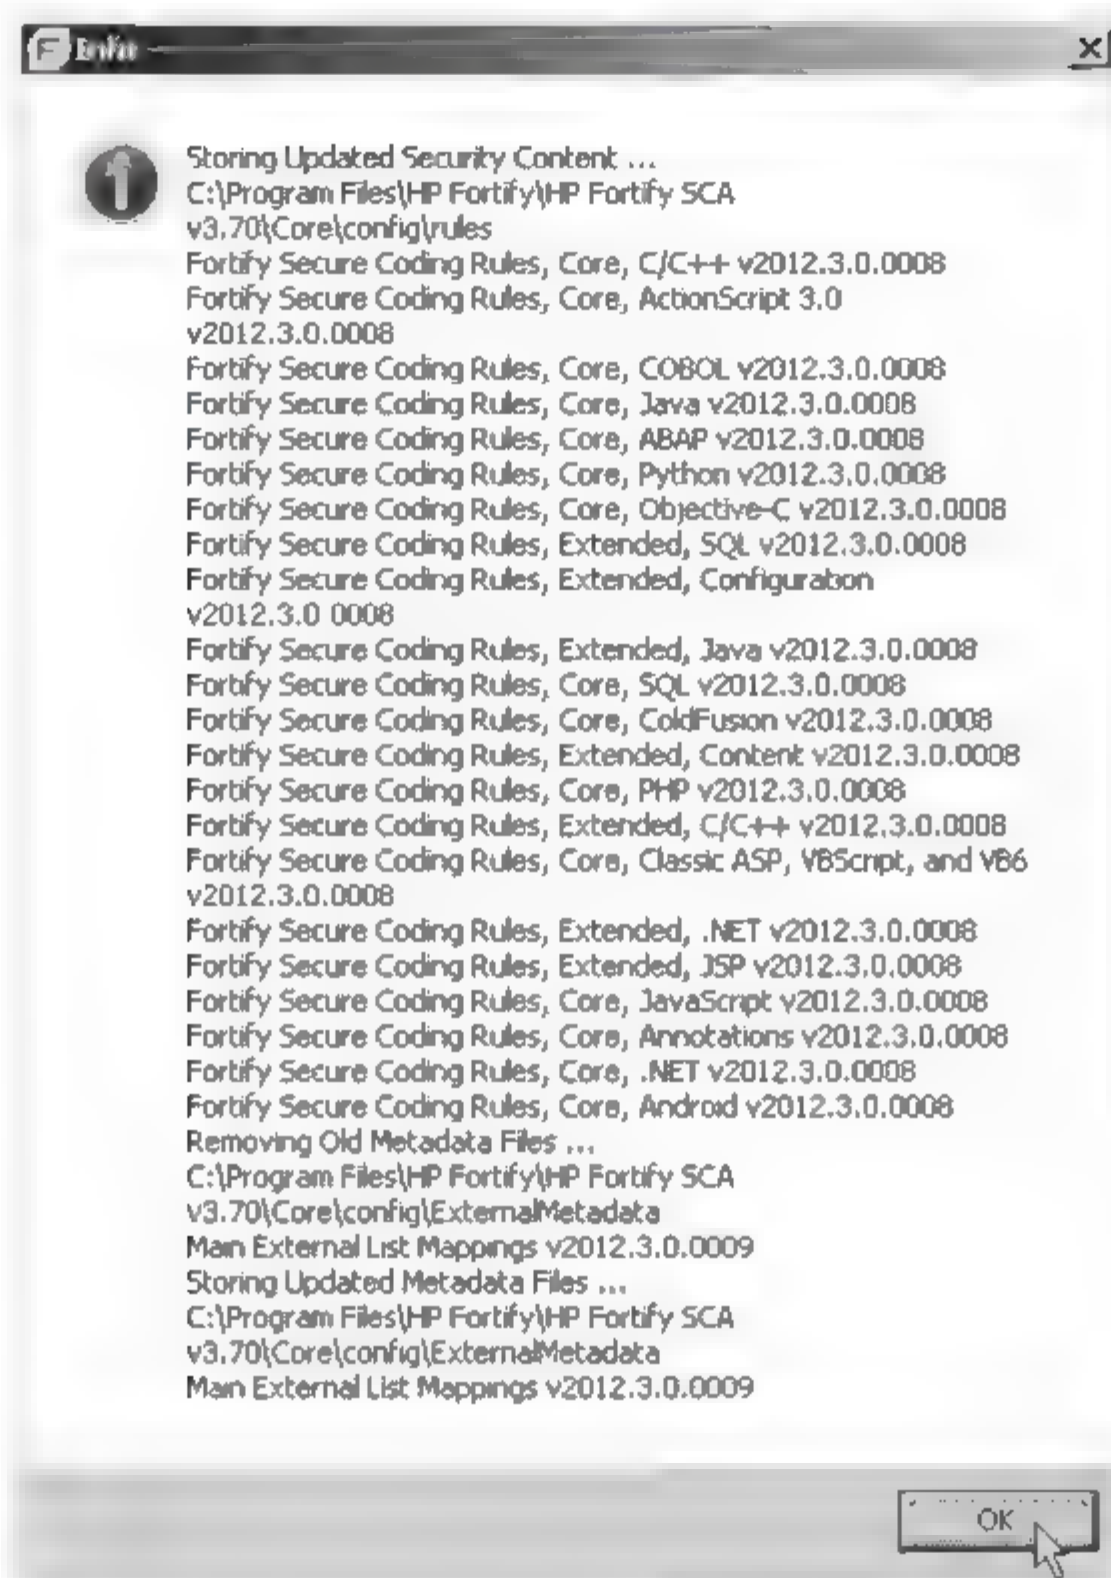 Storing Updated Security Content ...
C:\Program Files\HP Fortify\HP Fortify SCA
v3.70\Core\config\rules
Fortify Secure Coding Rules, Core, C/C++ v2012.3.0.0008
Fortify Secure Coding Rules, Core, ActionScript 3.0
v2012.3.0.0008
Fortify Secure Coding Rules, Core, COBOL v2012.3.0.0008
Fortify Secure Coding Rules, Core, Java v2012.3.0.0008
Fortify Secure Coding Rules, Core, ABAP v2012.3.0.0008
Fortify Secure Coding Rules, Core, Python v2012.3.0.0008
Fortify Secure Coding Rules, Core, Objective-C v2012.3.0.0008
Fortify Secure Coding Rules, Extended, SQL v2012.3.0.0008
Fortify Secure Coding Rules, Extended, Configuration
v2012.3.0 0008
Fortify Secure Coding Rules, Extended, Java v2012.3.0.0008
Fortify Secure Coding Rules, Core, SQL v2012.3.0.0008
Fortify Secure Coding Rules, Core, ColdFusion v2012.3.0.0008
Fortify Secure Coding Rules, Extended, Content v2012.3.0.0008
Fortify Secure Coding Rules, Core, PHP v2012.3.0.0008
Fortify Secure Coding Rules, Extended, C/C++ v2012.3.0.0008
Fortify Secure Coding Rules, Core, Classic ASP, VBScript, and VB6
v2012.3.0.0008
Fortify Secure Coding Rules, Extended, .NET v2012.3.0.0008
Fortify Secure Coding Rules, Extended, JSP v2012.3.0.0008
Fortify Secure Coding Rules, Core, JavaScript v2012.3.0.0008
Fortify Secure Coding Rules, Core, Annotations v2012.3.0.0008
Fortify Secure Coding Rules, Core, .NET v2012.3.0.0008
Fortify Secure Coding Rules, Core, Android v2012.3.0.0008
Removing Old Metadata Files ...
C:\Program Files\HP Fortify\HP Fortify SCA
v3.70\Core\config\ExternalMetadata
Main External List Mappings v2012.3.0.0009
Storing Updated Metadata Files ...
C:\Program Files\HP Fortify\HP Fortify SCA
v3.70\Core\config\ExternalMetadata
Main External List Mappings v2012.3.0.0009
OK